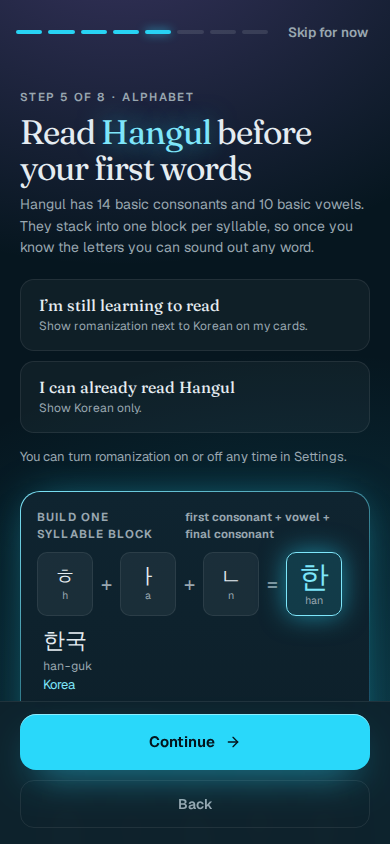 Skip for now
STEP 5 OF 8 · ALPHABET
Read Hangul before
your first words
Hangul has 14 basic consonants and 10 basic vowels.
They stack into one block per syllable, so once you
know the letters you can sound out any word.
I'm still learning to read
Show romanization next to Korean on my cards.
I can already read Hangul
Show Korean only.
You can turn romanization on or off any time in Settings.
BUILD ONE
SYLLABLE BLOCK
first consonant + vowel +
final consonant
ㅎ + ㅏ + ㄴ = 한
h a n han
한국
han-guk
Korea
Continue →
Back